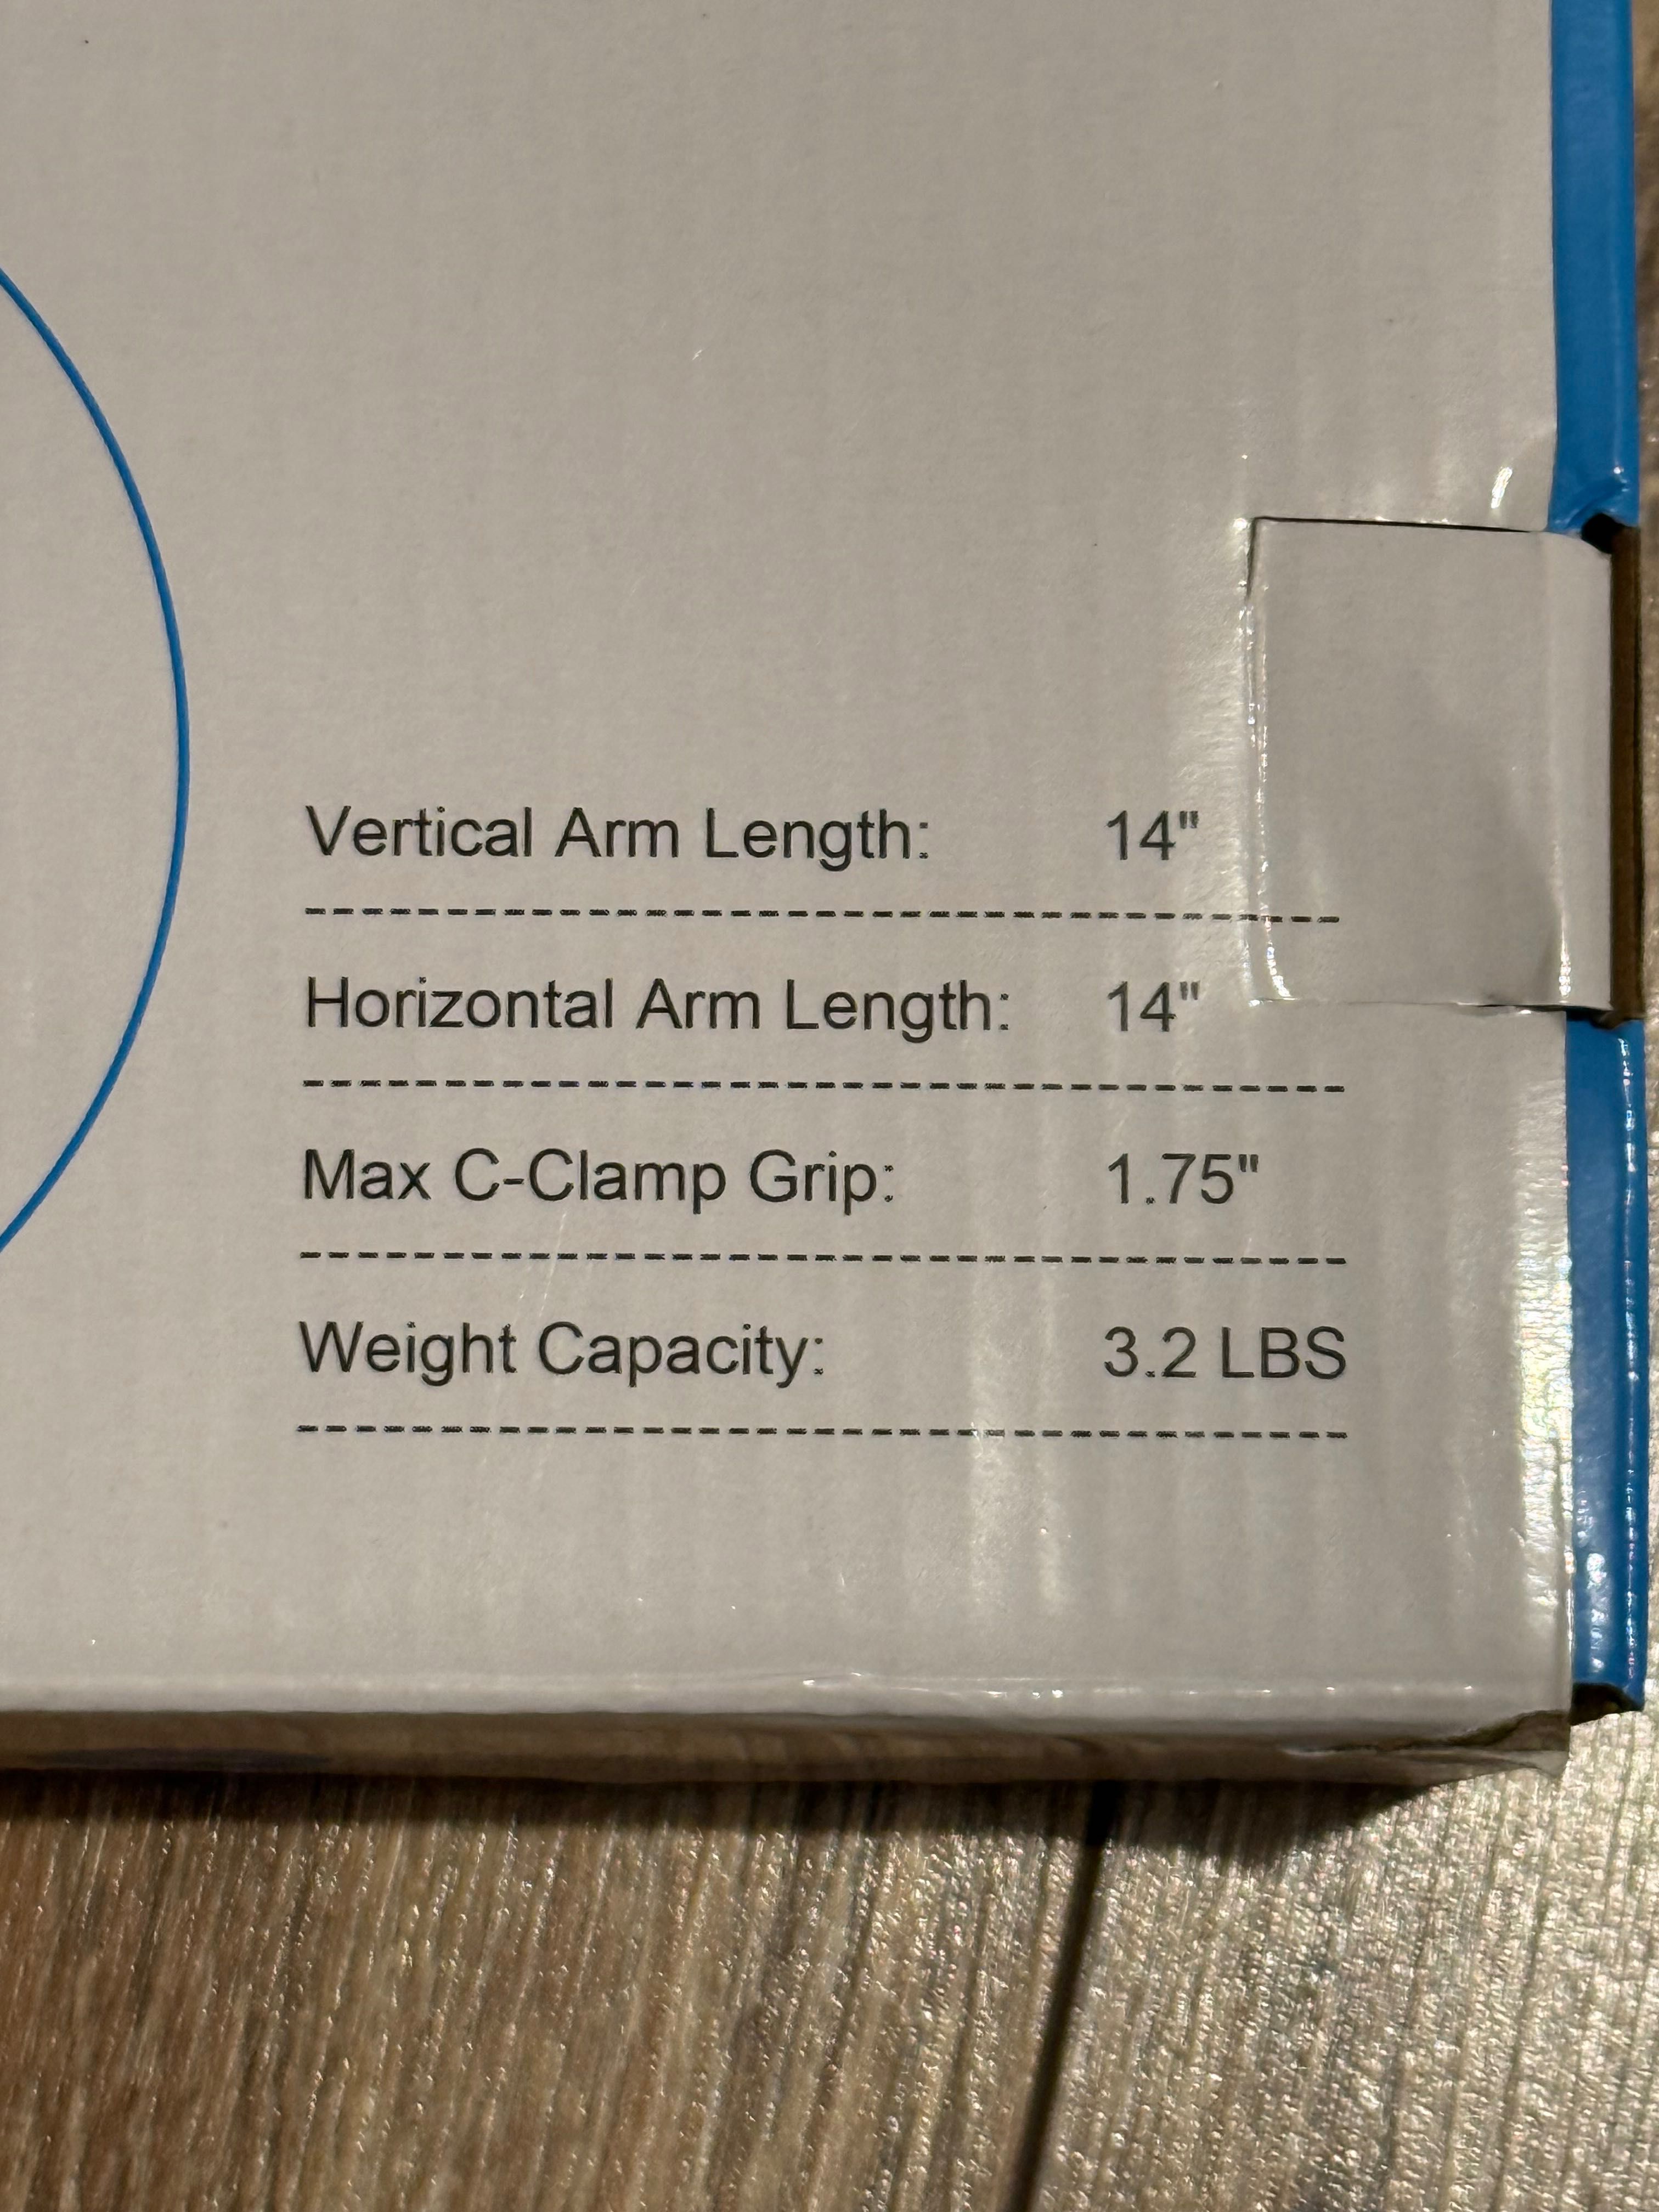 Vertical Arm Length: 14"
Horizontal Arm Length: 14"
Max C-Clamp Grip: 1.75"
Weight Capacity: 3.2 LBS